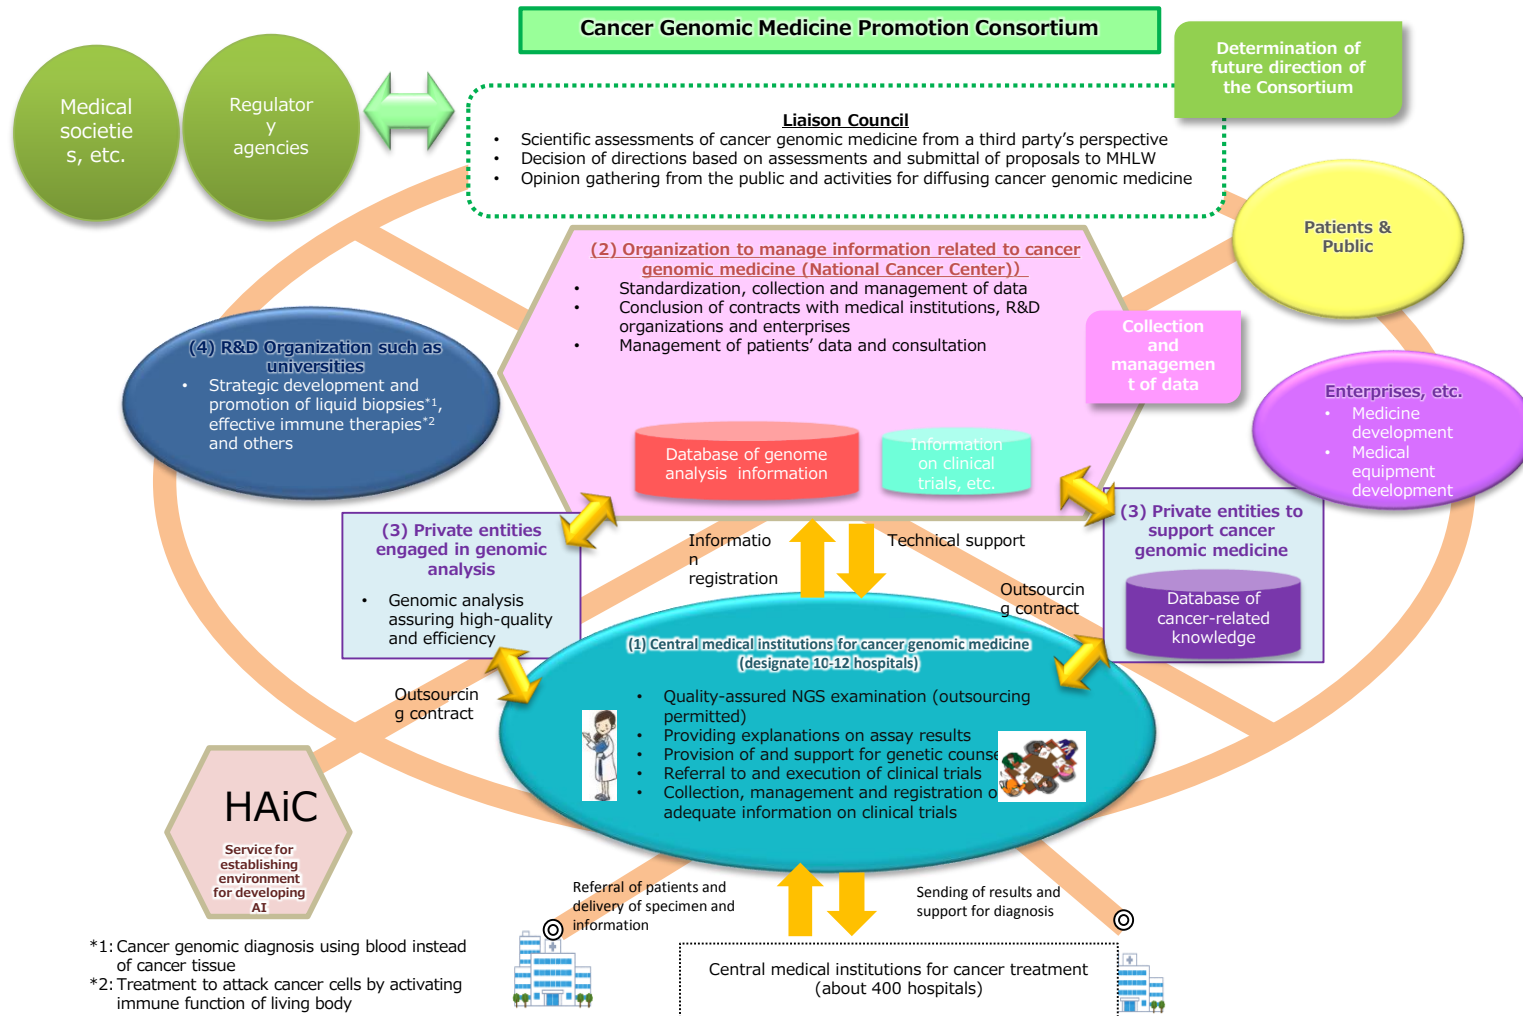 Cancer Genomic Medicine Promotion Consortium
Determination of
future direction of
the Consortium
Medical
societie
s, etc.
Regulator
y
agencies
Liaison Council
• Scientific assessments of cancer genomic medicine from a third party's perspective
• Decision of directions based on assessments and submittal of proposals to MHLW
• Opinion gathering from the public and activities for diffusing cancer genomic medicine
Patients &
Public
(2) Organization to manage information related to cancer
genomic medicine (National Cancer Center)）
• Standardization, collection and management of data
• Conclusion of contracts with medical institutions, R&D
organizations and enterprises
• Management of patients' data and consultation
Collection
and
managemen
t of data
(4) R&D Organization such as
universities
• Strategic development and
promotion of liquid biopsies*1,
effective immune therapies*2
and others
Enterprises, etc.
• Medicine
development
• Medical
equipment
development
Database of genome
analysis information
Information
on clinical
trials, etc.
(3) Private entities
engaged in genomic
analysis
• Genomic analysis
assuring high-quality
and efficiency
Informatio
n
registration
Technical support
(3) Private entities to
support cancer
genomic medicine
Database of
cancer-related
knowledge
Outsourcin
g contract
Outsourcin
g contract
(1) Central medical institutions for cancer genomic medicine
(designate 10-12 hospitals)
• Quality-assured NGS examination (outsourcing
permitted)
• Providing explanations on assay results
• Provision of and support for genetic counse
• Referral to and execution of clinical trials
• Collection, management and registration o
adequate information on clinical trials
HAiC
Service for
establishing
environment
for developing
AI
Referral of patients and
delivery of specimen and
information
Sending of results and
support for diagnosis
Central medical institutions for cancer treatment
(about 400 hospitals)
*1: Cancer genomic diagnosis using blood instead
of cancer tissue
*2: Treatment to attack cancer cells by activating
immune function of living body